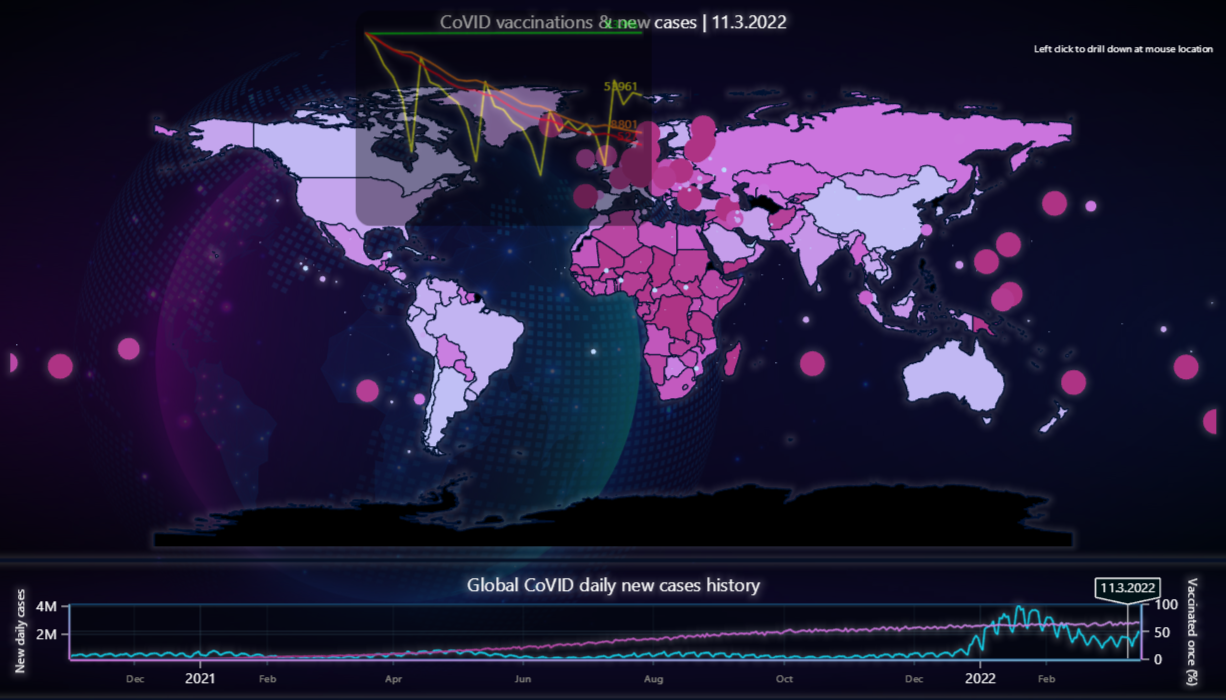 CoVID vaccinations & new cases | 11.3.2022
Left click to drill down at mouse location
8801
Global CoVID daily new cases history
11.3.2022
New daily cases
4M
2M
100
50
0
Vaccinated once (%)
Dec
2021
Feb
Apr
Jun
Aug
Oct
Dec
2022
Feb